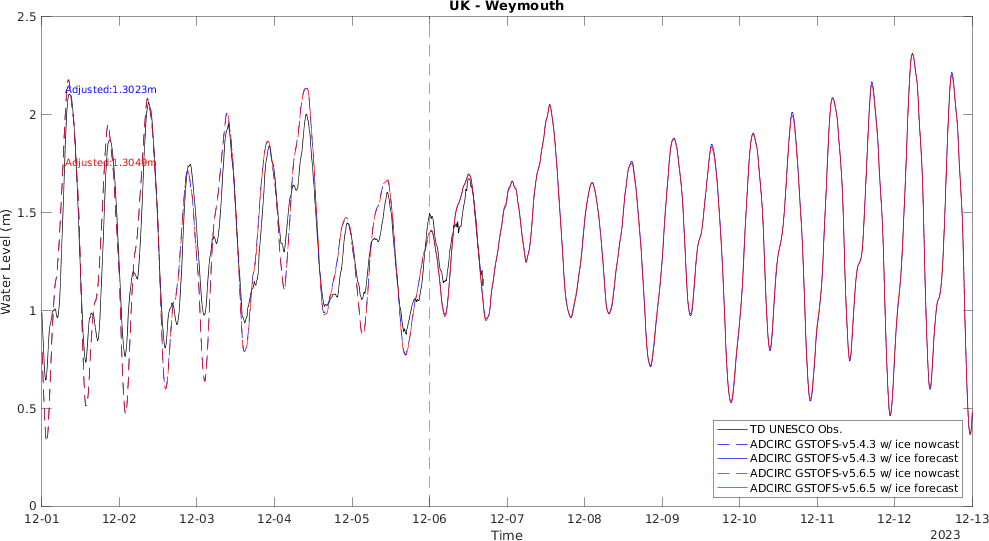 UK - Weymouth
2.5
2
1.5
1
0.5
0
Water Level (m)
Adjusted:1.3023m
Adjusted:1.3049m
TD UNESCO Obs.
ADCIRC GSTOFS-v5.4.3 w/ ice nowcast
ADCIRC GSTOFS-v5.4.3 w/ ice forecast
ADCIRC GSTOFS-v5.6.5 w/ ice nowcast
ADCIRC GSTOFS-v5.6.5 w/ ice forecast
12-01 12-02 12-03 12-04 12-05 12-06 12-07 12-08 12-09 12-10 12-11 12-12 12-13
Time
2023